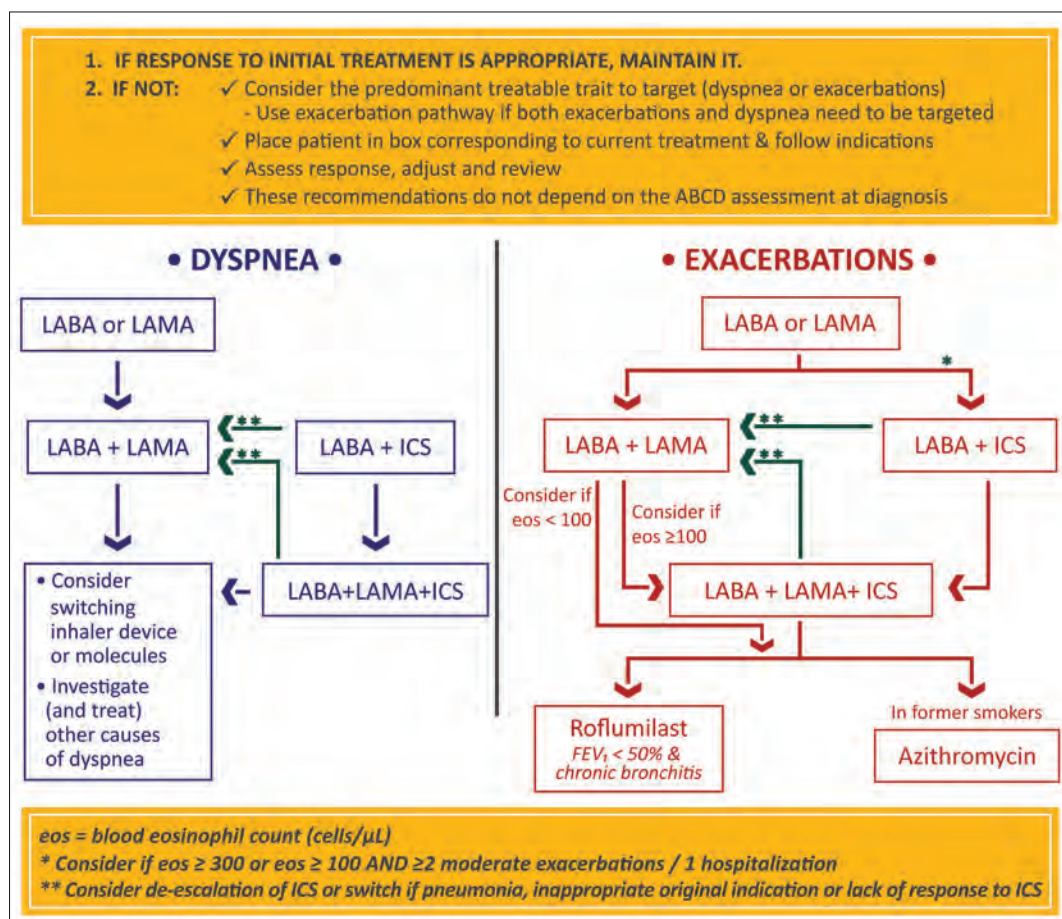 1. IF RESPONSE TO INITIAL TREATMENT IS APPROPRIATE, MAINTAIN IT.
2. IF NOT: ✓ Consider the predominant treatable trait to target (dyspnea or exacerbations)
- Use exacerbation pathway if both exacerbations and dyspnea need to be targeted
✓ Place patient in box corresponding to current treatment & follow indications
✓ Assess response, adjust and review
✓ These recommendations do not depend on the ABCD assessment at diagnosis
• DYSPNEA •
LABA or LAMA
LABA + LAMA
**
**
LABA + ICS
• Consider
switching
inhaler device
or molecules
• Investigate
(and treat)
other causes
of dyspnea
LABA+LAMA+ICS
• EXACERBATIONS •
LABA or LAMA
*
LABA + LAMA
**
**
LABA + ICS
Consider if
eos < 100
Consider if
eos ≥100
LABA + LAMA+ ICS
Roflumilast
FEV₁ < 50% &
chronic bronchitis
In former smokers
Azithromycin
eos = blood eosinophil count (cells/μL)
* Consider if eos ≥ 300 or eos ≥ 100 AND ≥2 moderate exacerbations / 1 hospitalization
** Consider de-escalation of ICS or switch if pneumonia, inappropriate original indication or lack of response to ICS